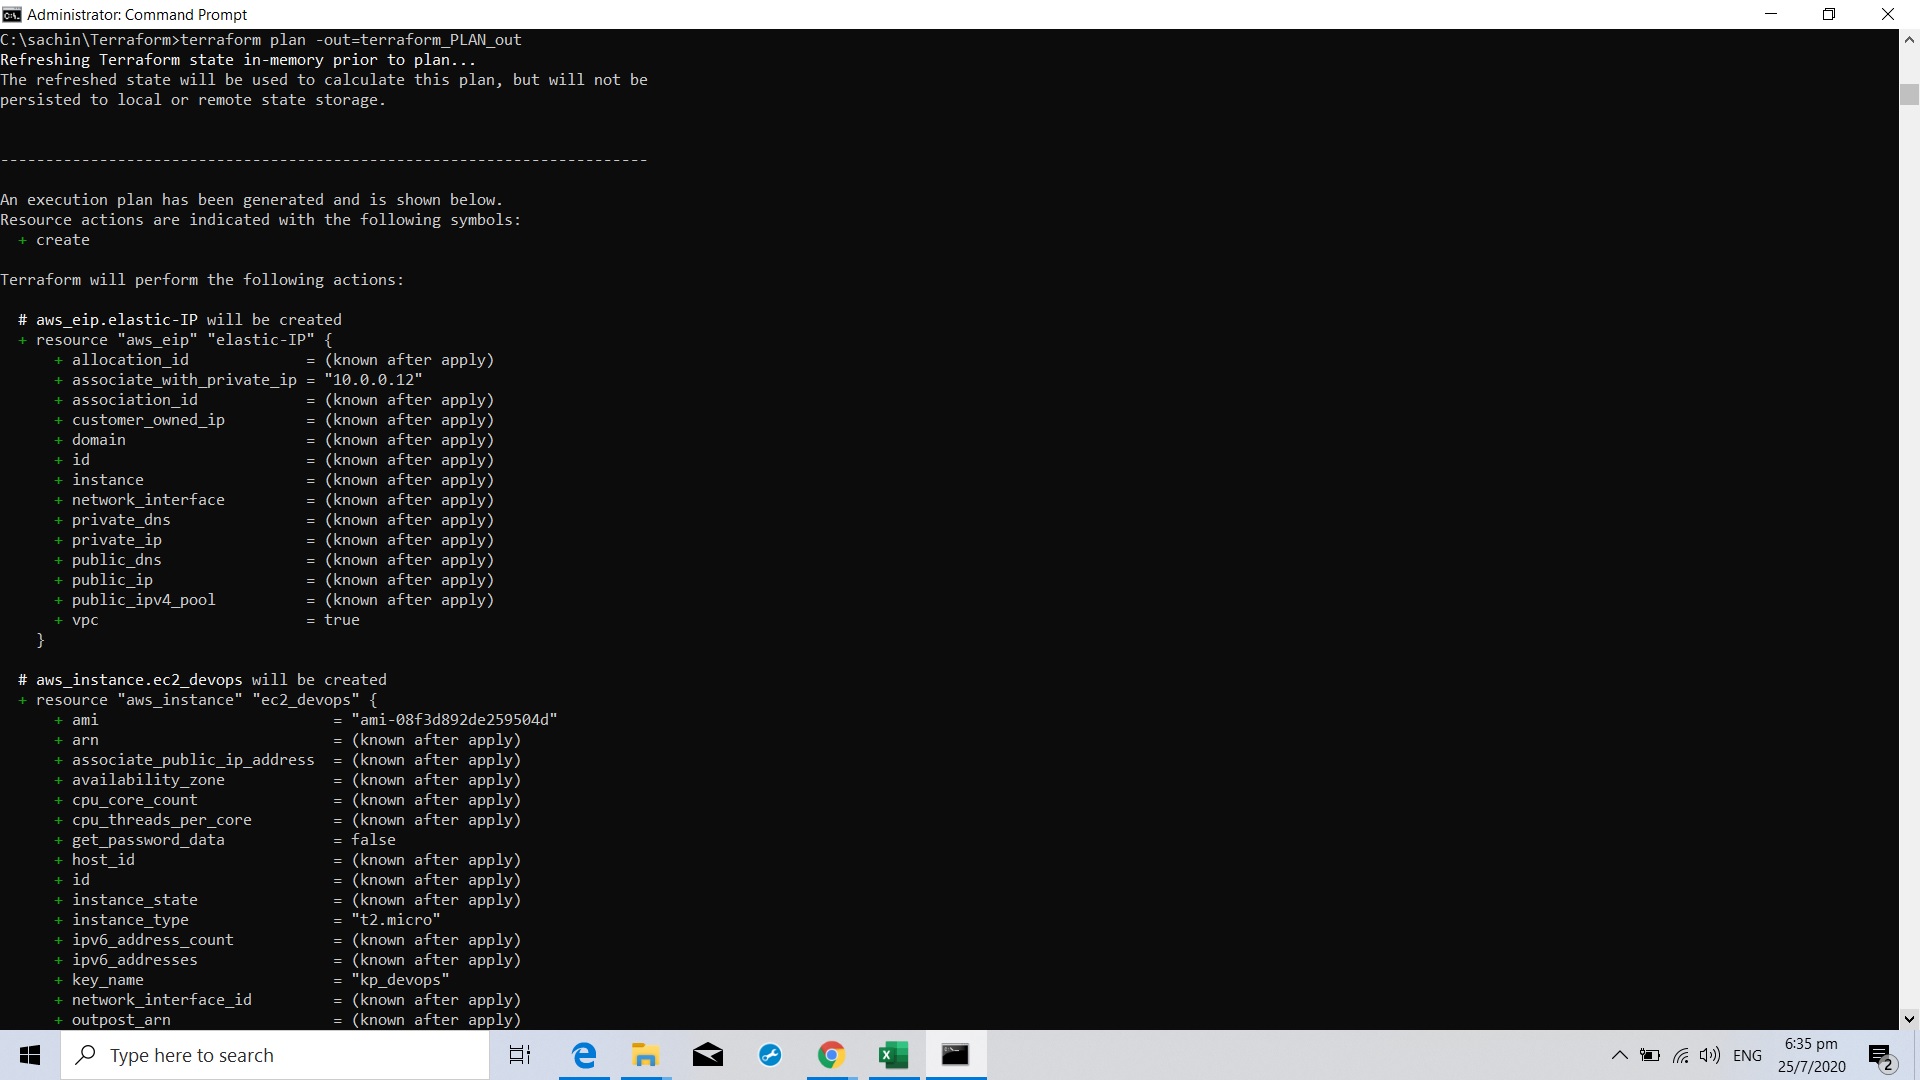 Administrator: Command Prompt
C:\sachin\Terraform>terraform plan -out=terraform_PLAN_out
Refreshing Terraform state in-memory prior to plan...
The refreshed state will be used to calculate this plan, but will not be
persisted to local or remote state storage.
------------------------------------------------------------------------
An execution plan has been generated and is shown below.
Resource actions are indicated with the following symbols:
+ create
Terraform will perform the following actions:
# aws_eip.elastic-IP will be created
+ resource "aws_eip" "elastic-IP" {
+ allocation_id = (known after apply)
+ associate_with_private_ip = "10.0.0.12"
+ association_id = (known after apply)
+ customer_owned_ip = (known after apply)
+ domain = (known after apply)
+ id = (known after apply)
+ instance = (known after apply)
+ network_interface = (known after apply)
+ private_dns = (known after apply)
+ private_ip = (known after apply)
+ public_dns = (known after apply)
+ public_ip = (known after apply)
+ public_ipv4_pool = (known after apply)
+ vpc = true
}
# aws_instance.ec2_devops will be created
+ resource "aws_instance" "ec2_devops" {
+ ami = "ami-08f3d892de259504d"
+ arn = (known after apply)
+ associate_public_ip_address = (known after apply)
+ availability_zone = (known after apply)
+ cpu_core_count = (known after apply)
+ cpu_threads_per_core = (known after apply)
+ get_password_data = false
+ host_id = (known after apply)
+ id = (known after apply)
+ instance_state = (known after apply)
+ instance_type = "t2.micro"
+ ipv6_address_count = (known after apply)
+ ipv6_addresses = (known after apply)
+ key_name = "kp_devops"
+ network_interface_id = (known after apply)
+ outpost_arn = (known after apply)
Type here to search
ENG
6:35 pm
25/7/2020
2